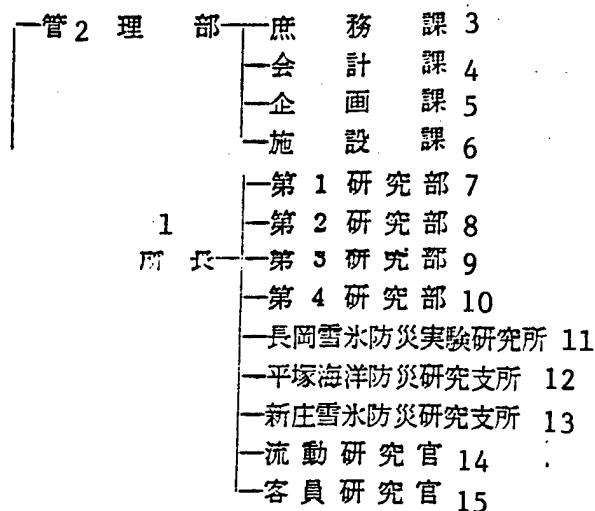 管2理部 庶務課 3
会計課 4
企画課 5
施設課 6
第1研究部 7
1
第2研究部 8
所長 第3研究部 9
第4研究部 10
長岡雪氷防災実験研究所 11
平塚海洋防災研究支所 12
新庄雪氷防災研究支所 13
流動研究官 14
客員研究官 15